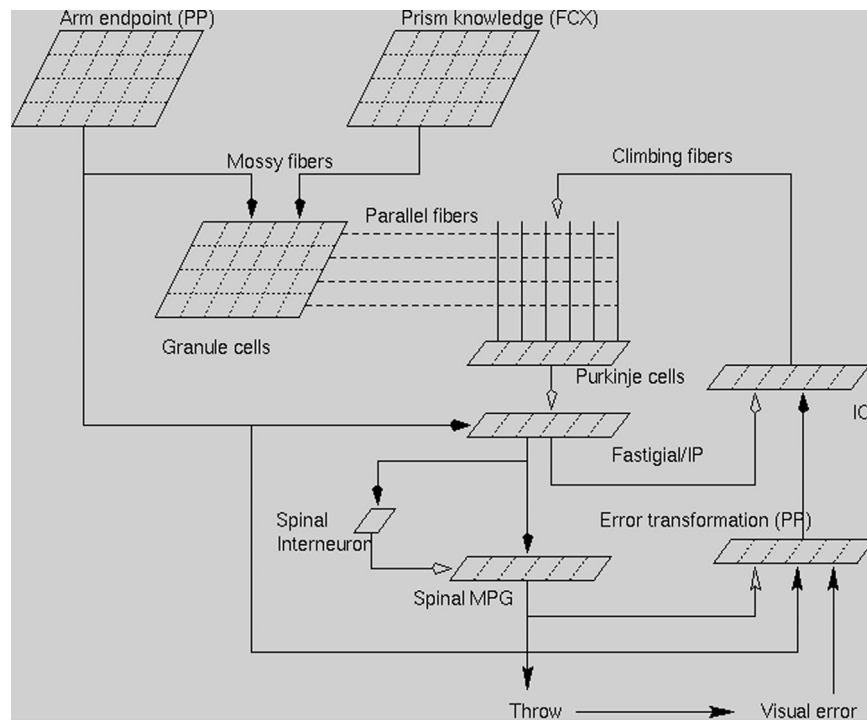 Arm endpoint (PP)
Prism knowledge (FCX)
Mossy fibers
Climbing fibers
Parallel fibers
Granule cells
Purkinje cells
IO
Fastigial/IP
Spinal
Interneuron
Error transformation (PP)
Spinal MPG
Throw
Visual error